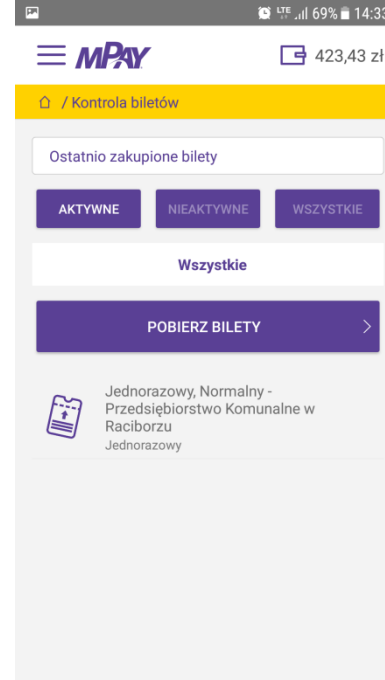 LTE 69% 14:33
mPAY 423,43 zł
/ Kontrola biletów
Ostatnio zakupione bilety
AKTYWNE NIEAKTYWNE WSZYSTKIE
Wszystkie
POBIERZ BILETY
Jednorazowy, Normalny -
Przedsiębiorstwo Komunalne w
Raciborzu
Jednorazowy